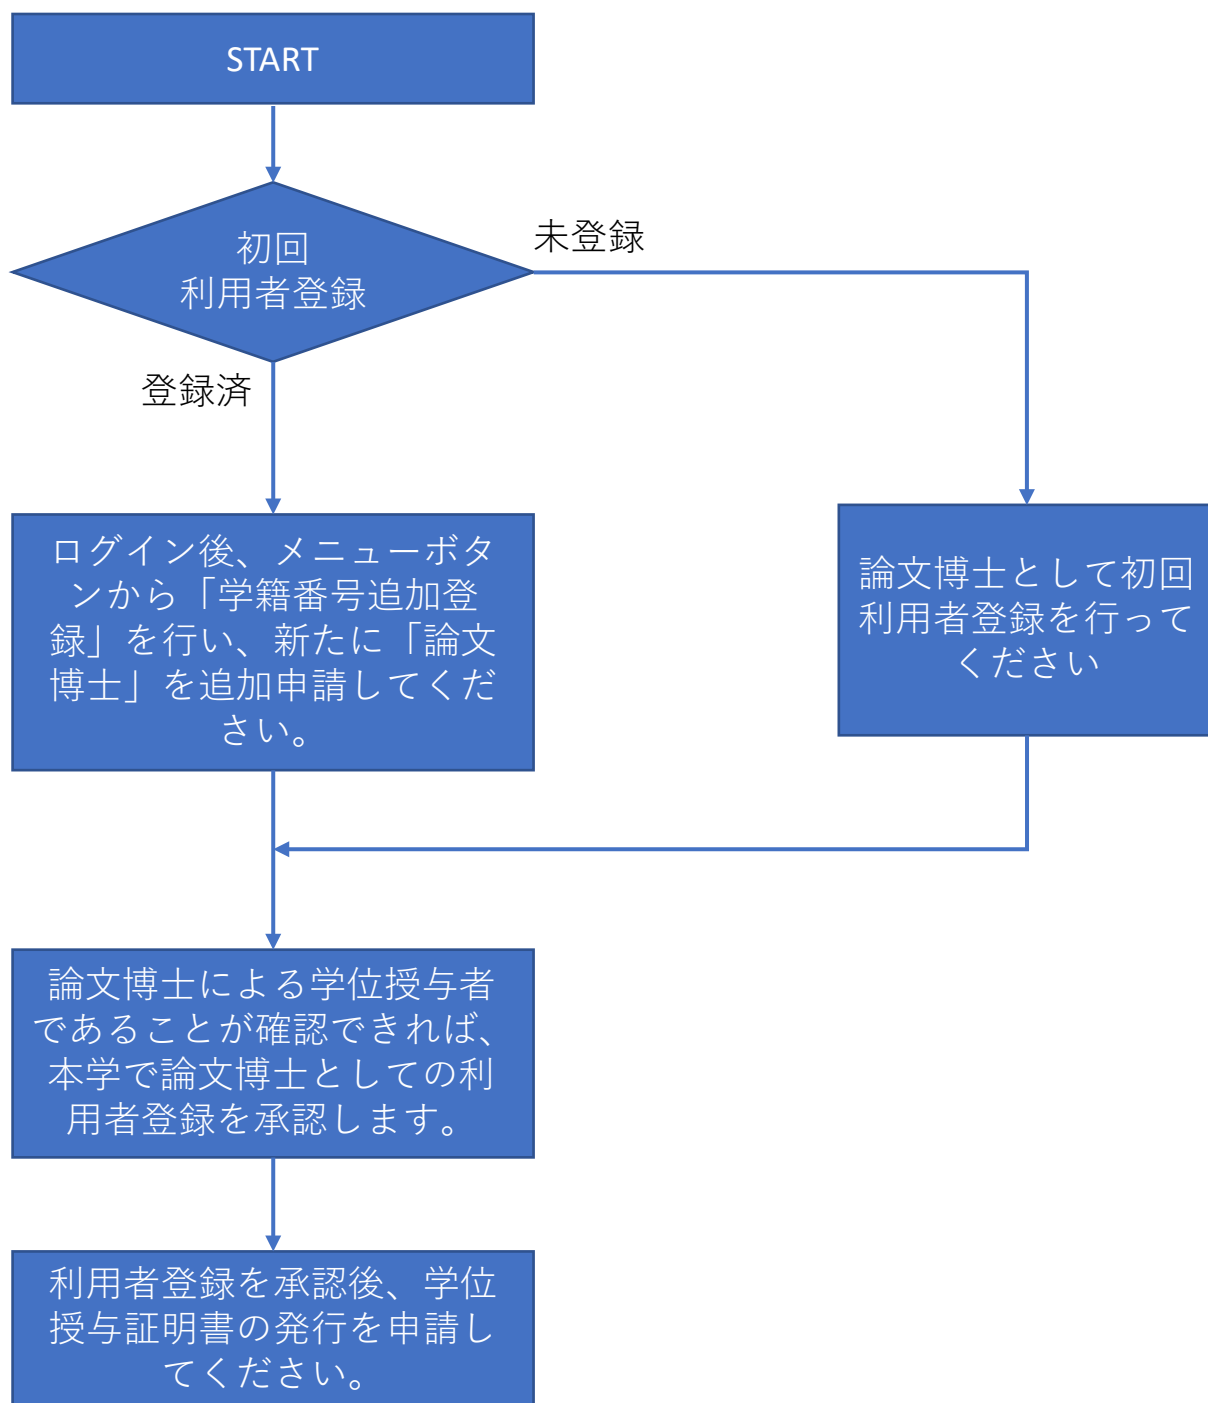 START
初回
利用者登録
未登録
登録済
ログイン後、メニューボタ
ンから「学籍番号追加登
録」を行い、新たに「論文
博士」を追加申請してくだ
さい。
論文博士として初回
利用者登録を行って
ください
論文博士による学位授与者
であることが確認できれば、
本学で論文博士としての利
用者登録を承認します。
利用者登録を承認後、学位
授与証明書の発行を申請し
てください。